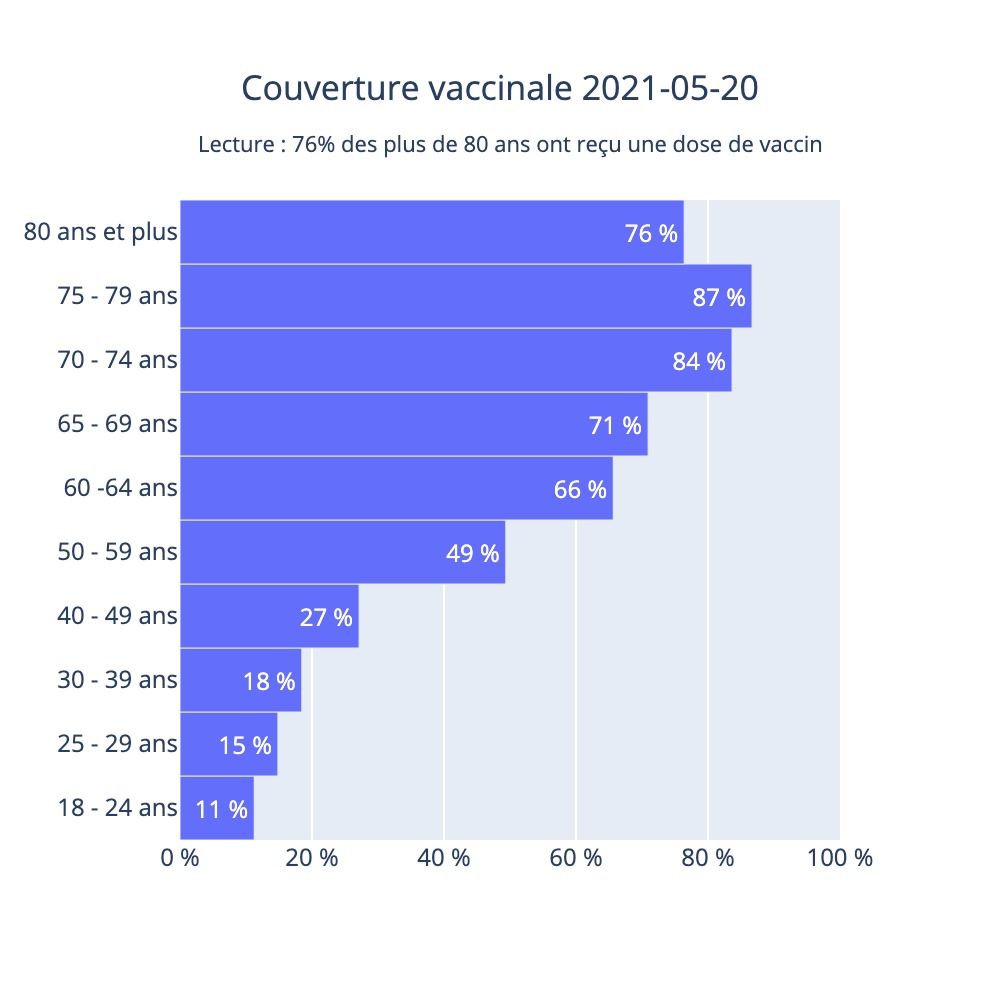 Couverture vaccinale 2021-05-20
Lecture : 76% des plus de 80 ans ont reçu une dose de vaccin
80 ans et plus 76 %
75 - 79 ans 87 %
70 - 74 ans 84 %
65 - 69 ans 71 %
60 -64 ans 66 %
50 - 59 ans 49 %
40 - 49 ans 27 %
30 - 39 ans 18 %
25 - 29 ans 15 %
18 - 24 ans 11 %
0 % 20 % 40 % 60 % 80 % 100 %